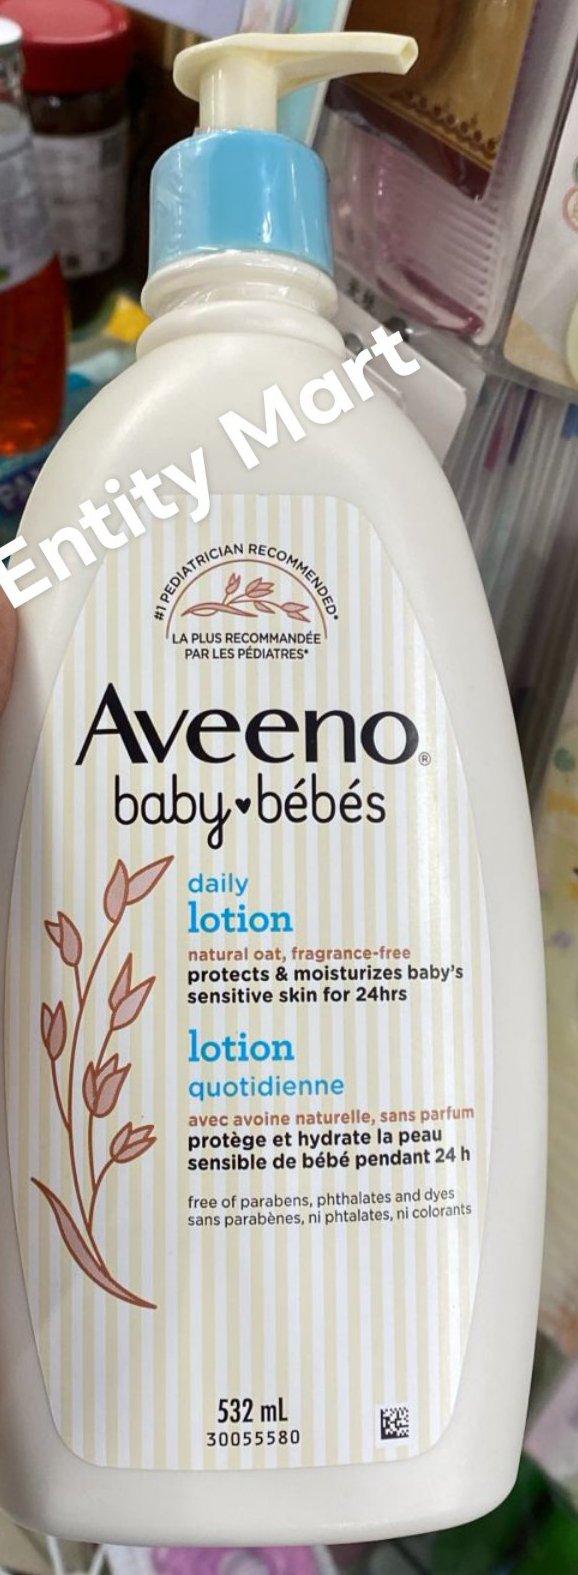 Entity Mart
#1 PEDIATRICIAN RECOMMENDED*
LA PLUS RECOMMANDÉE
PAR LES PÉDIATRES*
Aveeno®
baby♥bébés
daily
lotion
natural oat, fragrance-free
protects & moisturizes baby's
sensitive skin for 24hrs
lotion
quotidienne
avec avoine naturelle, sans parfum
protège et hydrate la peau
sensible de bébé pendant 24 h
free of parabens, phthalates and dyes
sans parabènes, ni phtalates, ni colorants
532 mL
30055580